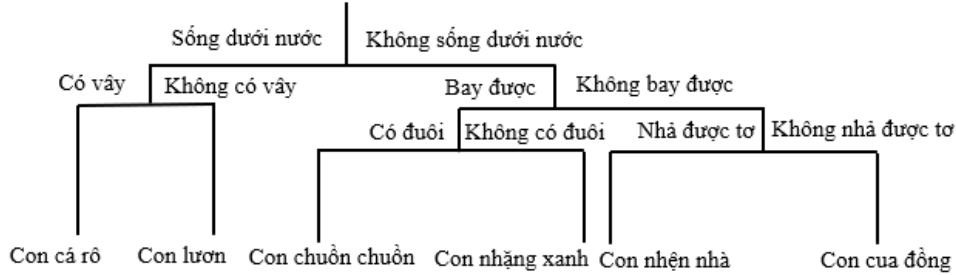 Sống dưới nước Không sống dưới nước
Có vây Không có vây Bay được Không bay được
Có đuôi Không có đuôi Nhả được tơ Không nhả được tơ
Con cá rô Con lươn Con chuồn chuồn Con nhặng xanh Con nhện nhà Con cua đồng